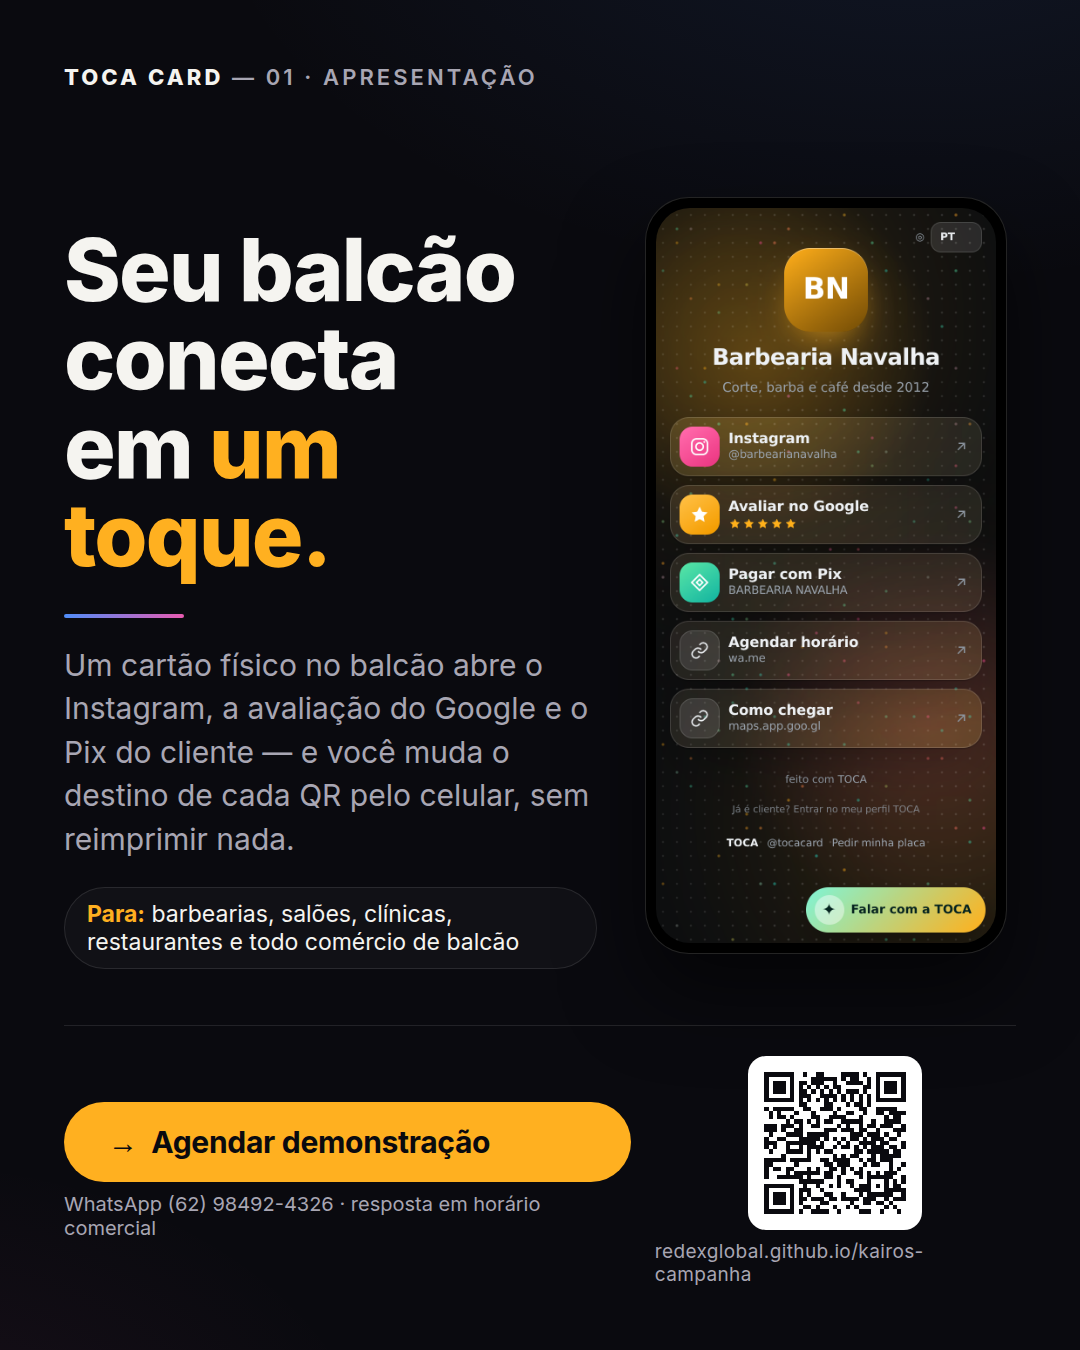 TOCA CARD — 01 · APRESENTAÇÃO
Seu balcão
conecta
em um
toque.
Um cartão físico no balcão abre o
Instagram, a avaliação do Google e o
Pix do cliente — e você muda o
destino de cada QR pelo celular, sem
reimprimir nada.
Para: barbearias, salões, clínicas,
restaurantes e todo comércio de balcão
PT
BN
Barbearia Navalha
Corte, barba e café desde 2012
Instagram
@barbearianavalha
Avaliar no Google
★★★★★
Pagar com Pix
BARBEARIA NAVALHA
Agendar horário
wa.me
Como chegar
maps.app.goo.gl
feito com TOCA
Já é cliente? Entrar no meu perfil TOCA
TOCA @tocacard Pedir minha placa
Falar com a TOCA
→ Agendar demonstração
WhatsApp (62) 98492-4326 · resposta em horário
comercial
redexglobal.github.io/kairos-
campanha